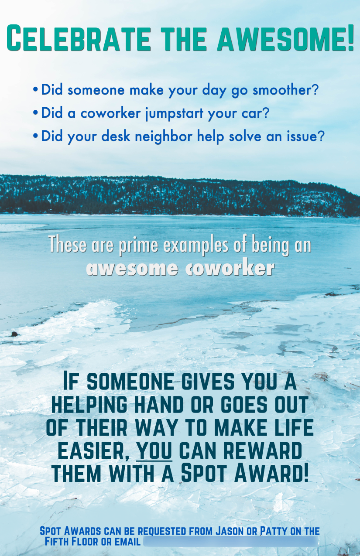 Celebrate the awesome!
•Did someone make your day go smoother?
•Did a coworker jumpstart your car?
•Did your desk neighbor help solve an issue?
These are prime examples of being an
awesome coworker
If someone gives you a
helping hand or goes out
of their way to make life
easier, you can reward
them with a Spot Award!
Spot Awards can be requested from Jason or Patty on the
Fifth Floor or email